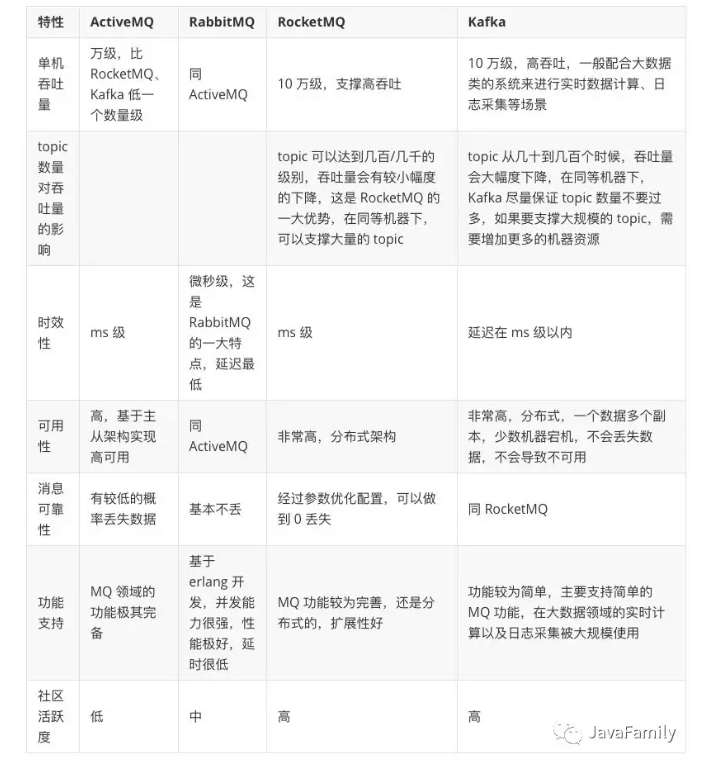 特性 ActiveMQ RabbitMQ RocketMQ Kafka
单机
吞吐
量
万级，比
RocketMQ、
Kafka 低一
个数量级
同
ActiveMQ
10 万级，支撑高吞吐
10 万级，高吞吐，一般配合大数据
类的系统来进行实时数据计算、日
志采集等场景
topic
数量
对吞
吐量
的影
响
topic 可以达到几百/几千的
级别，吞吐量会有较小幅度
的下降，这是 RocketMQ 的
一大优势，在同等机器下，
可以支撑大量的 topic
topic 从几十到几百个时候，吞吐量
会大幅度下降，在同等机器下，
Kafka 尽量保证 topic 数量不要过
多，如果要支撑大规模的 topic，需
要增加更多的机器资源
时效
性
ms 级
微秒级，这
是
RabbitMQ
的一大特
点，延迟最
低
ms 级
延迟在 ms 级以内
可用
性
高，基于主
从架构实现
高可用
同
ActiveMQ
非常高，分布式架构
非常高，分布式，一个数据多个副
本，少数机器宕机，不会丢失数
据，不会导致不可用
消息
可靠
性
有较低的概
率丢失数据
基本不丢
经过参数优化配置，可以做
到 0 丢失
同 RocketMQ
功能
支持
MQ 领域的
功能极其完
备
基于
erlang 开
发，并发能
力很强，性
能极好，延
时很低
MQ 功能较为完善，还是分
布式的，扩展性好
功能较为简单，主要支持简单的
MQ 功能，在大数据领域的实时计
算以及日志采集被大规模使用
社区
活跃
度
低
中
高
高
JavaFamily